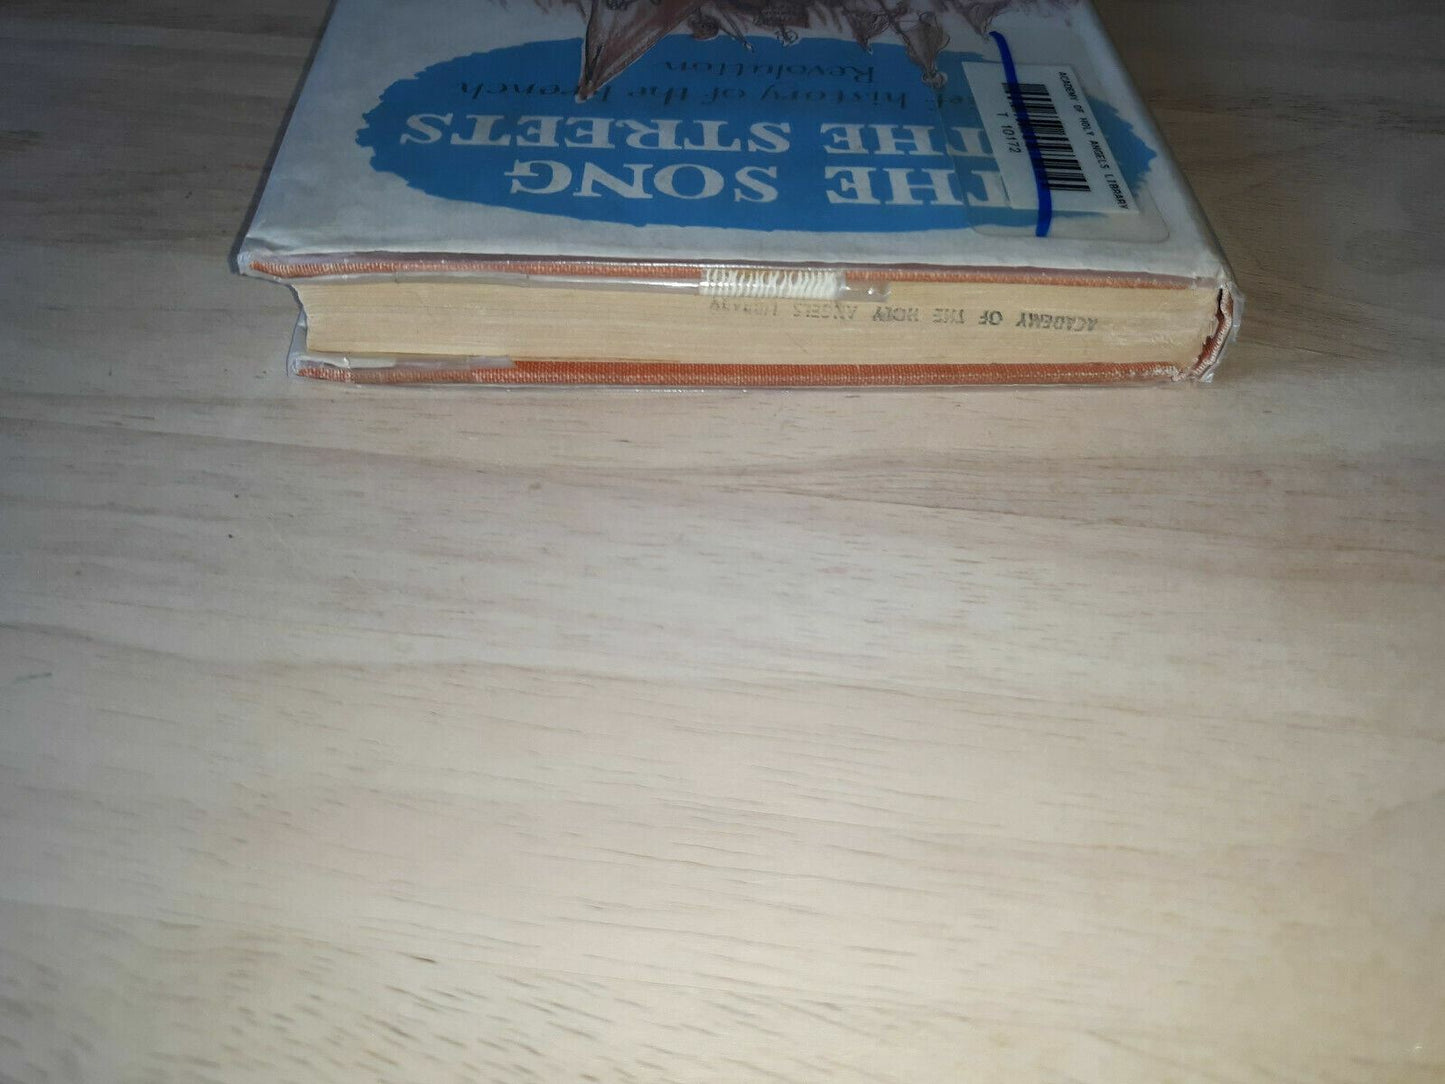 THE SONG
THE STREETS
history of the French
Revolution
ACADEMY OF HOLY ANGELS LIBRARY
T 10172
ACADEMY OF THE HOLY ANGELS LIBRARY